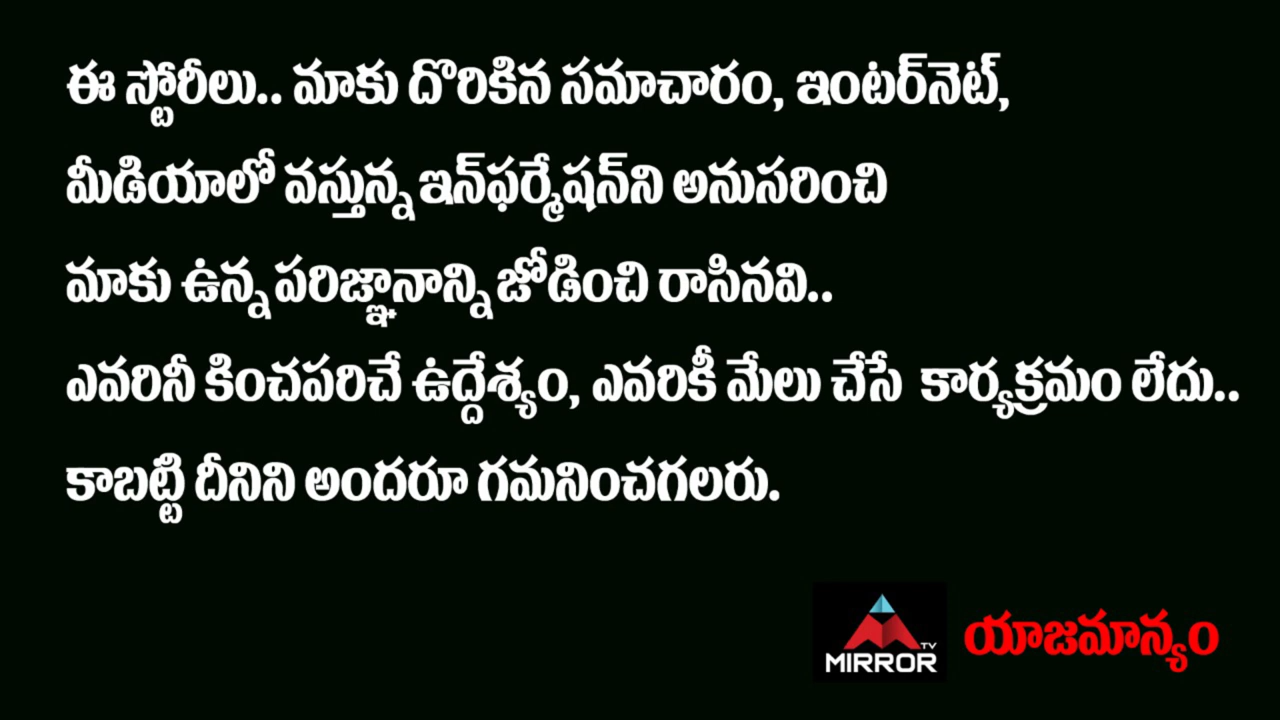 ఈ స్టోరీలు.. మాకు దొరికిన సమాచారం, ఇంటర్‌నెట్,
మీడియాలో వస్తున్న ఇన్‌ఫర్మేషన్‌ని అనుసరించి
మాకు ఉన్న పరిజ్ఞానాన్ని జోడించి రాసినవి..
ఎవరినీ కించపరిచే ఉద్దేశ్యం, ఎవరికీ మేలు చేసే కార్యక్రమం లేదు..
కాబట్టి దీనిని అందరూ గమనించగలరు.
TV
MIRROR
యాజమాన్యం